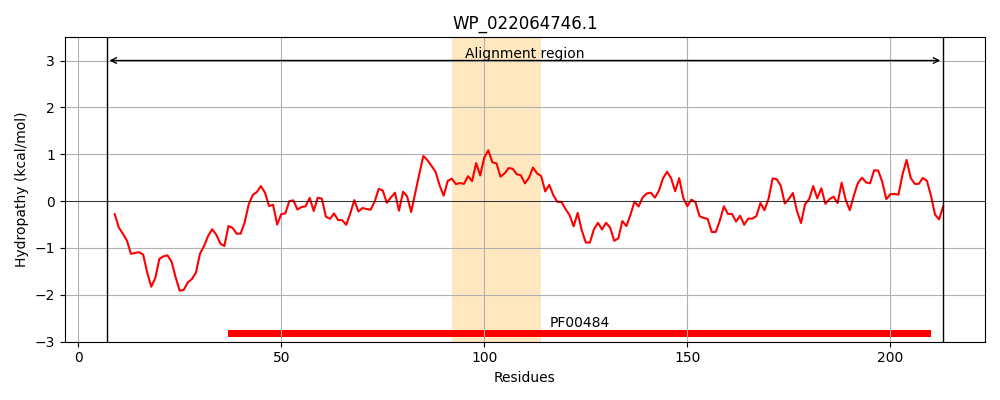 WP_022064746.1
Alignment region
3
2
1
0
−1
−2
−3
Hydropathy (kcal/mol)
PF00484
0
50
100
150
200
Residues